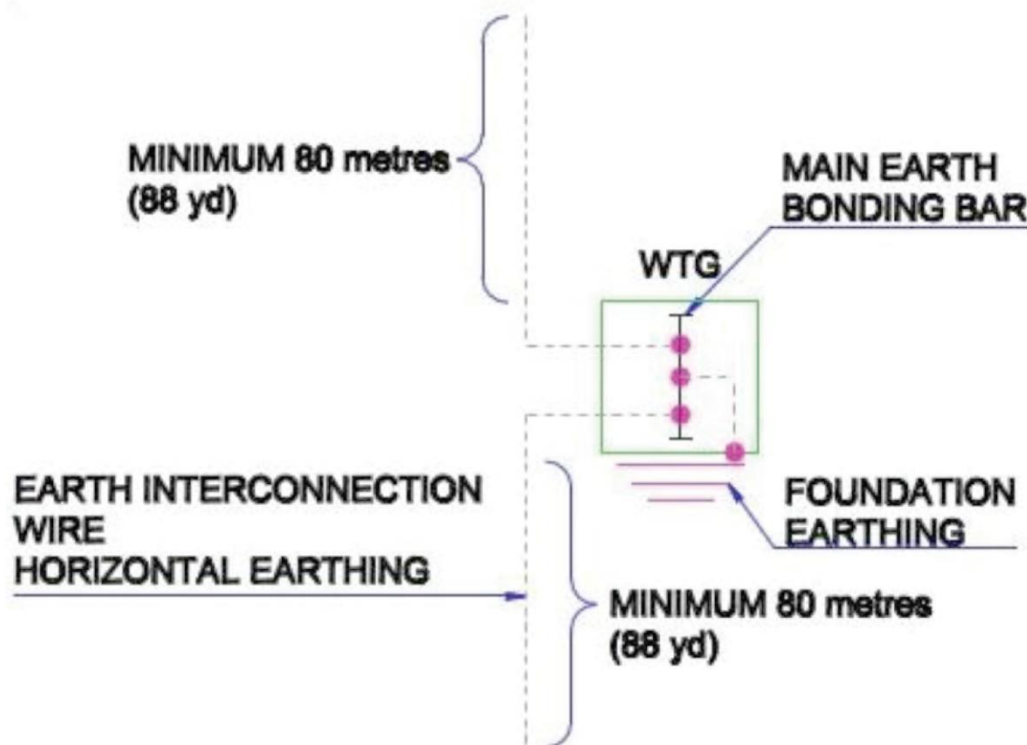 MINIMUM 80 metres
(88 yd)
MAIN EARTH
BONDING BAR
WTG
EARTH INTERCONNECTION
WIRE
HORIZONTAL EARTHING
FOUNDATION
EARTHING
MINIMUM 80 metres
(88 yd)